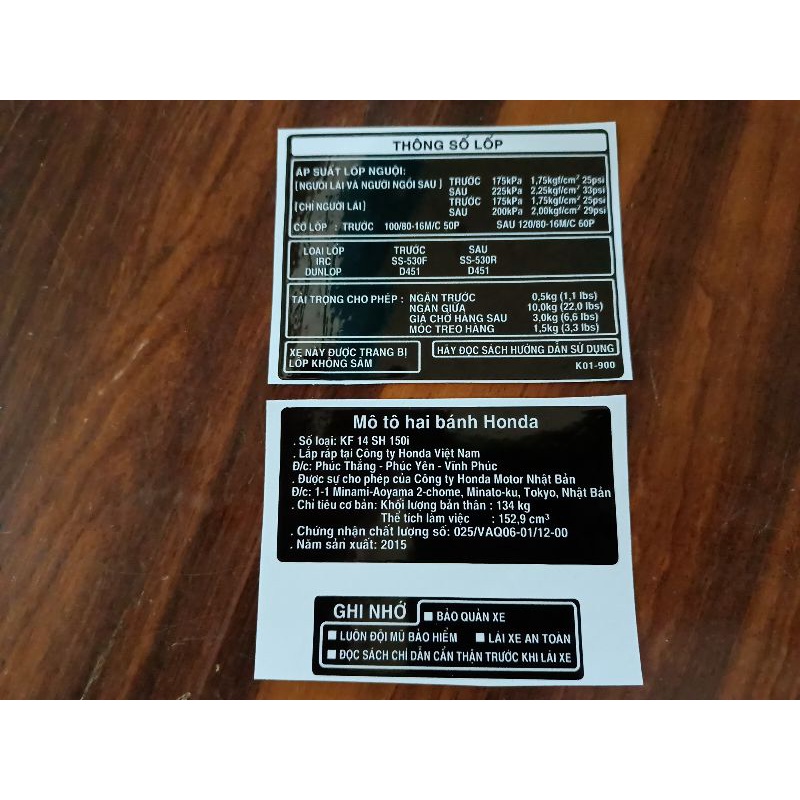 THÔNG SỐ LỐP
ÁP SUẤT LỐP NGUỘI:
[NGƯỜI LÁI VÀ NGƯỜI NGỒI SAU] TRƯỚC 175kPa 1,75kgf/cm² 25psi
SAU 225kPa 2,25kgf/cm² 33psi
[CHỈ NGƯỜI LÁI] TRƯỚC 175kPa 1,75kgf/cm² 25psi
SAU 200kPa 2,00kgf/cm² 29psi
CỠ LỐP : TRƯỚC 100/80-16M/C 50P SAU 120/80-16M/C 60P
LOẠI LỐP TRƯỚC SAU
IRC SS-530F SS-530R
DUNLOP D451 D451
TẢI TRỌNG CHO PHÉP : NGĂN TRƯỚC 0,5kg (1,1 lbs)
NGĂN GIỮA 10,0kg (22,0 lbs)
GIÁ CHỞ HÀNG SAU 3,0kg (6,6 lbs)
MÓC TREO HÀNG 1,5kg (3,3 lbs)
XE NÀY ĐƯỢC TRANG BỊ
LỐP KHÔNG SĂM
HÃY ĐỌC SÁCH HƯỚNG DẪN SỬ DỤNG
K01-900
Mô tô hai bánh Honda
. Số loại: KF 14 SH 150i
. Lắp ráp tại Công ty Honda Việt Nam
Đ/c: Phúc Thắng - Phúc Yên - Vĩnh Phúc
. Được sự cho phép của Công ty Honda Motor Nhật Bản
Đ/c: 1-1 Minami-Aoyama 2-chome, Minato-ku, Tokyo, Nhật Bản
. Chỉ tiêu cơ bản: Khối lượng bản thân : 134 kg
Thể tích làm việc : 152,9 cm³
. Chứng nhận chất lượng số: 025/VAQ06-01/12-00
. Năm sản xuất: 2015
GHI NHỚ ■ BẢO QUẢN XE
■ LUÔN ĐỘI MŨ BẢO HIỂM ■ LÁI XE AN TOÀN
■ ĐỌC SÁCH CHỈ DẪN CẨN THẬN TRƯỚC KHI LÁI XE